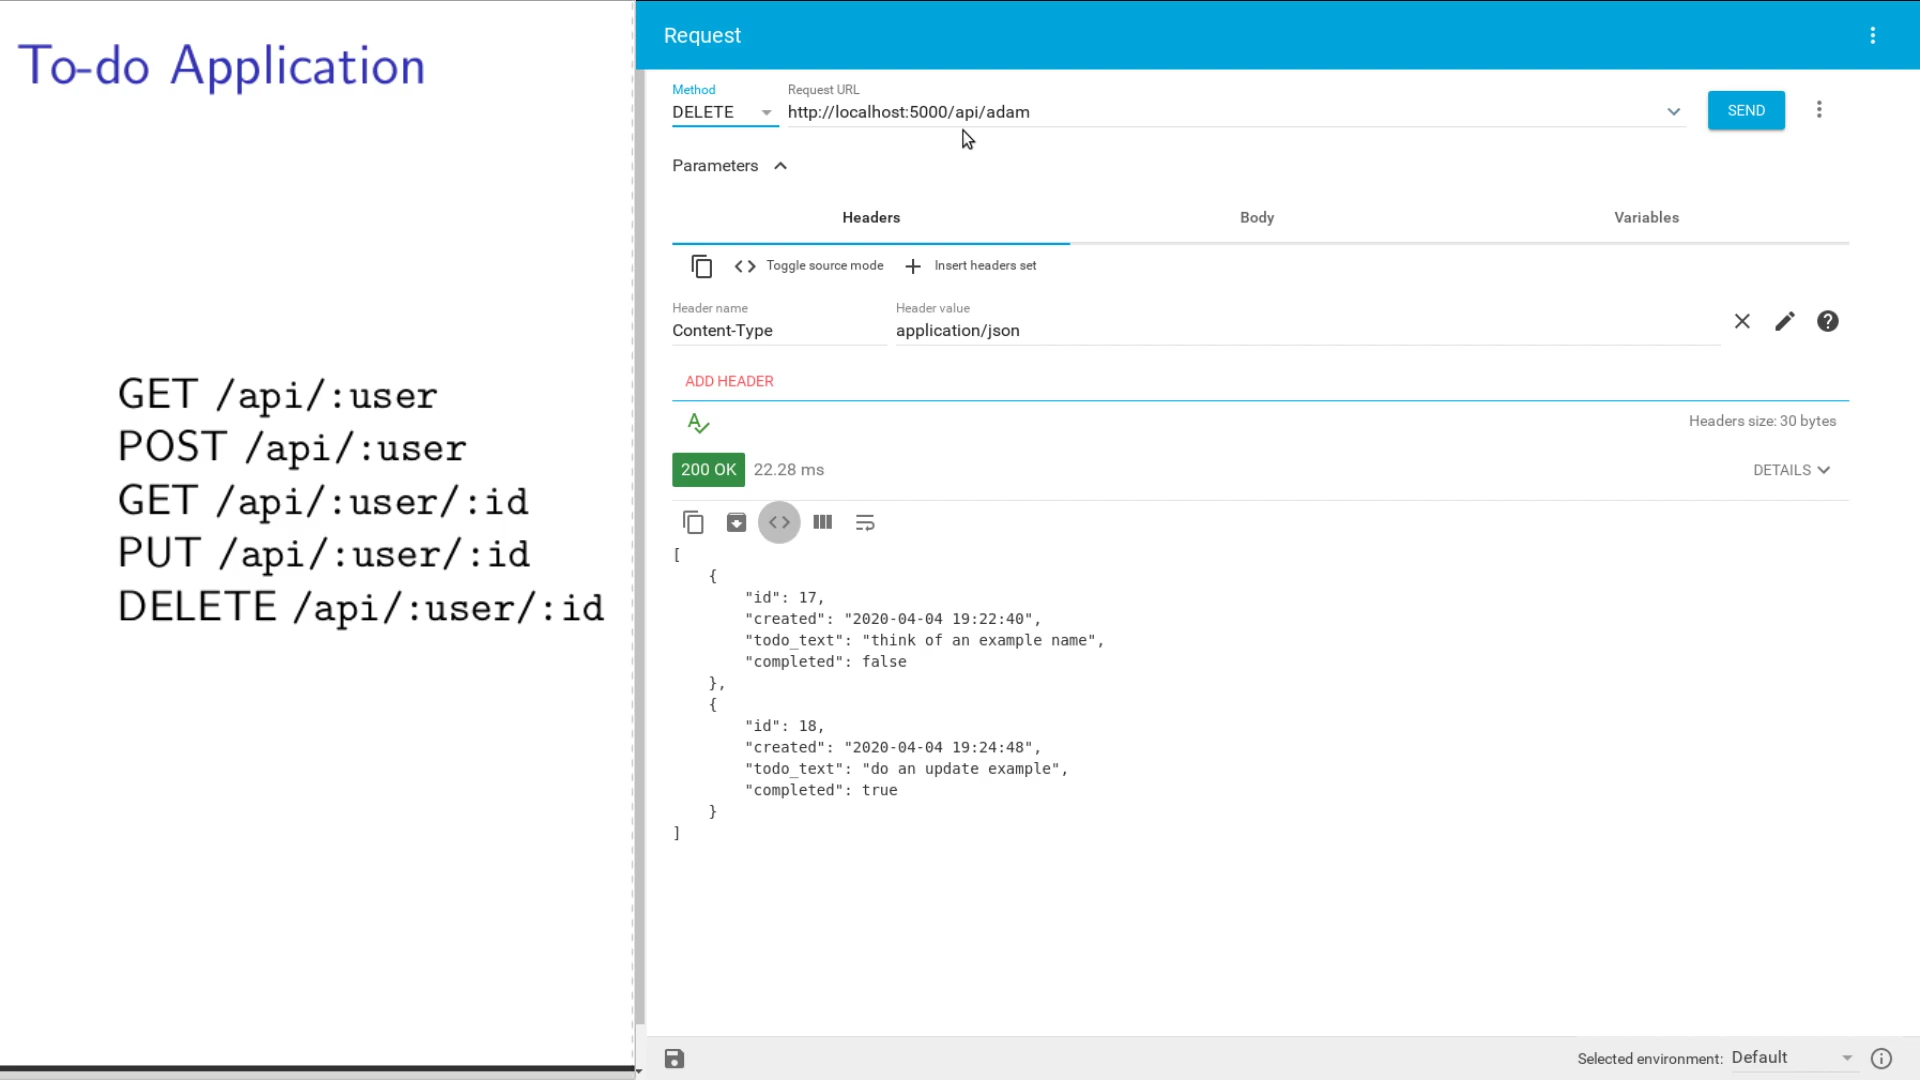 To-do Application
GET /api/:user
POST /api/:user
GET /api/:user/:id
PUT /api/:user/:id
DELETE /api/:user/:id
Request
Method
DELETE
Request URL
http://localhost:5000/api/adam
SEND
Parameters
Headers
Body
Variables
Toggle source mode
Insert headers set
Header name
Content-Type
Header value
application/json
ADD HEADER
Headers size: 30 bytes
200 OK
22.28 ms
DETAILS
[
{
"id": 17,
"created": "2020-04-04 19:22:40",
"todo_text": "think of an example name",
"completed": false
},
{
"id": 18,
"created": "2020-04-04 19:24:48",
"todo_text": "do an update example",
"completed": true
}
]
Selected environment: Default